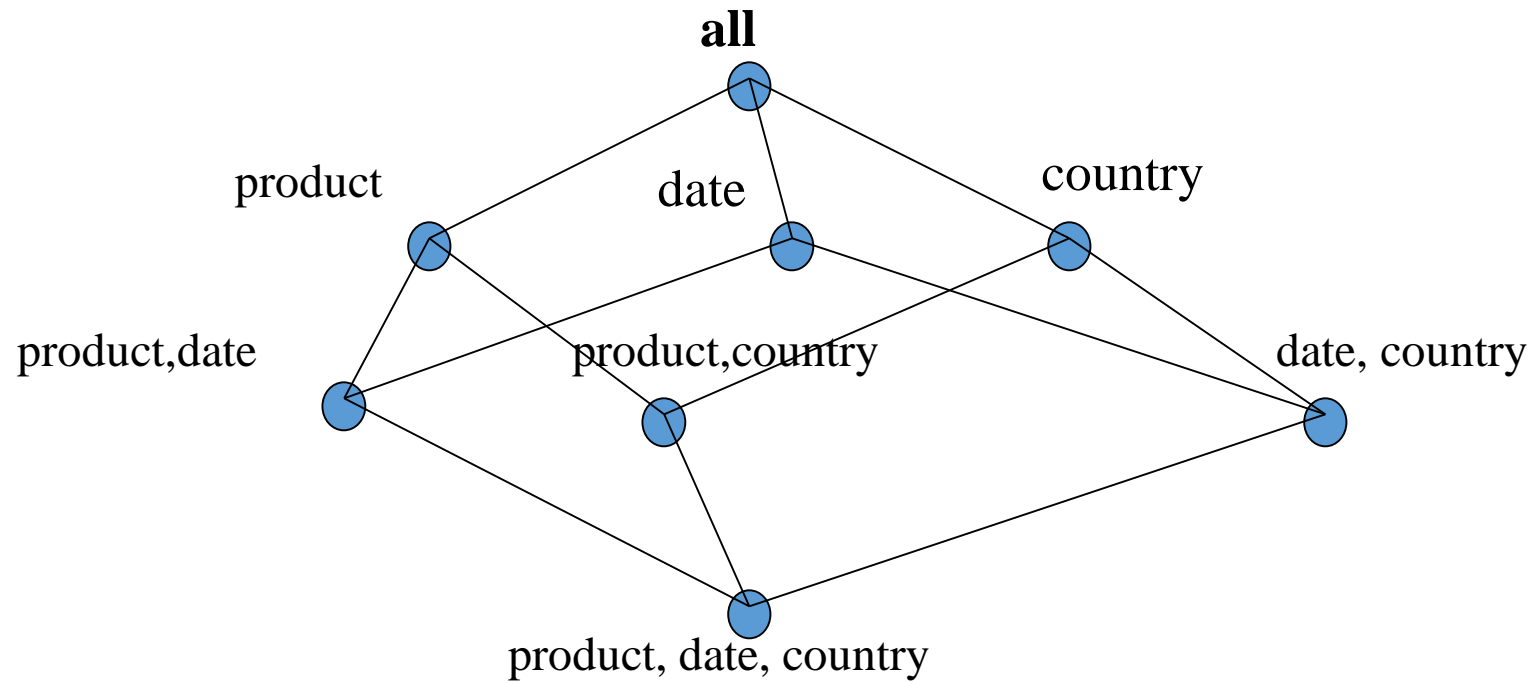 all
product
date
country
product,date
product,country
date, country
product, date, country